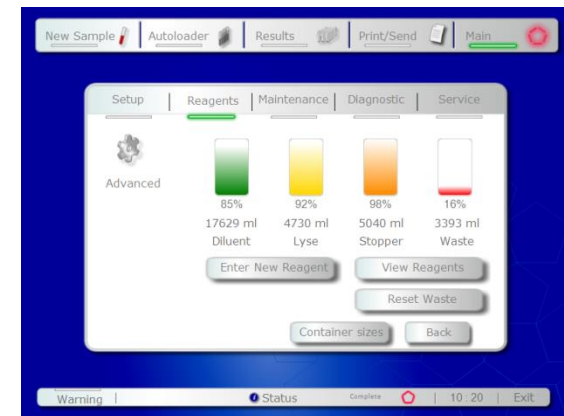 New Sample Autoloader Results Print/Send Main
Setup Reagents Maintenance Diagnostic Service
Advanced
85% 92% 98% 16%
17629 ml 4730 ml 5040 ml 3393 ml
Diluent Lyse Stopper Waste
Enter New Reagent View Reagents
Reset Waste
Container sizes Back
Warning Status Complete 10:20 Exit